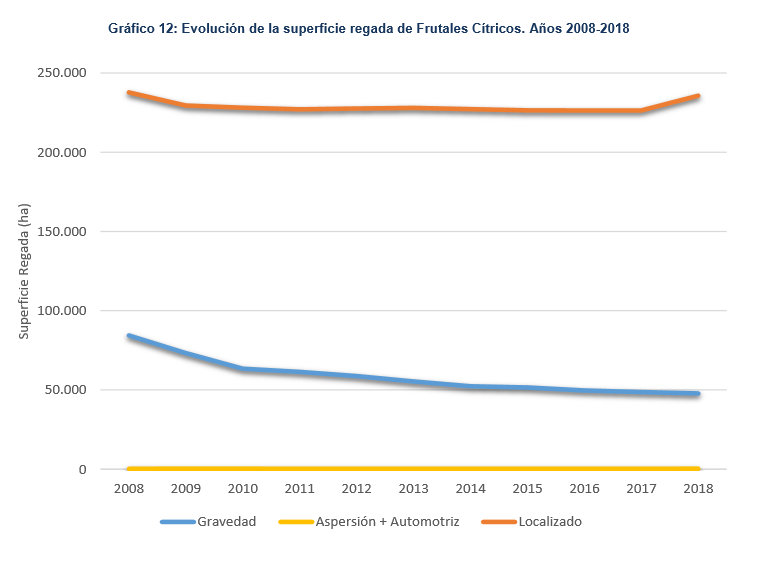 Gráfico 12: Evolución de la superficie regada de Frutales Cítricos. Años 2008-2018
250.000
200.000
150.000
100.000
50.000
0
Superficie Regada (ha)
2008 2009 2010 2011 2012 2013 2014 2015 2016 2017 2018
Gravedad Aspersión + Automotriz Localizado